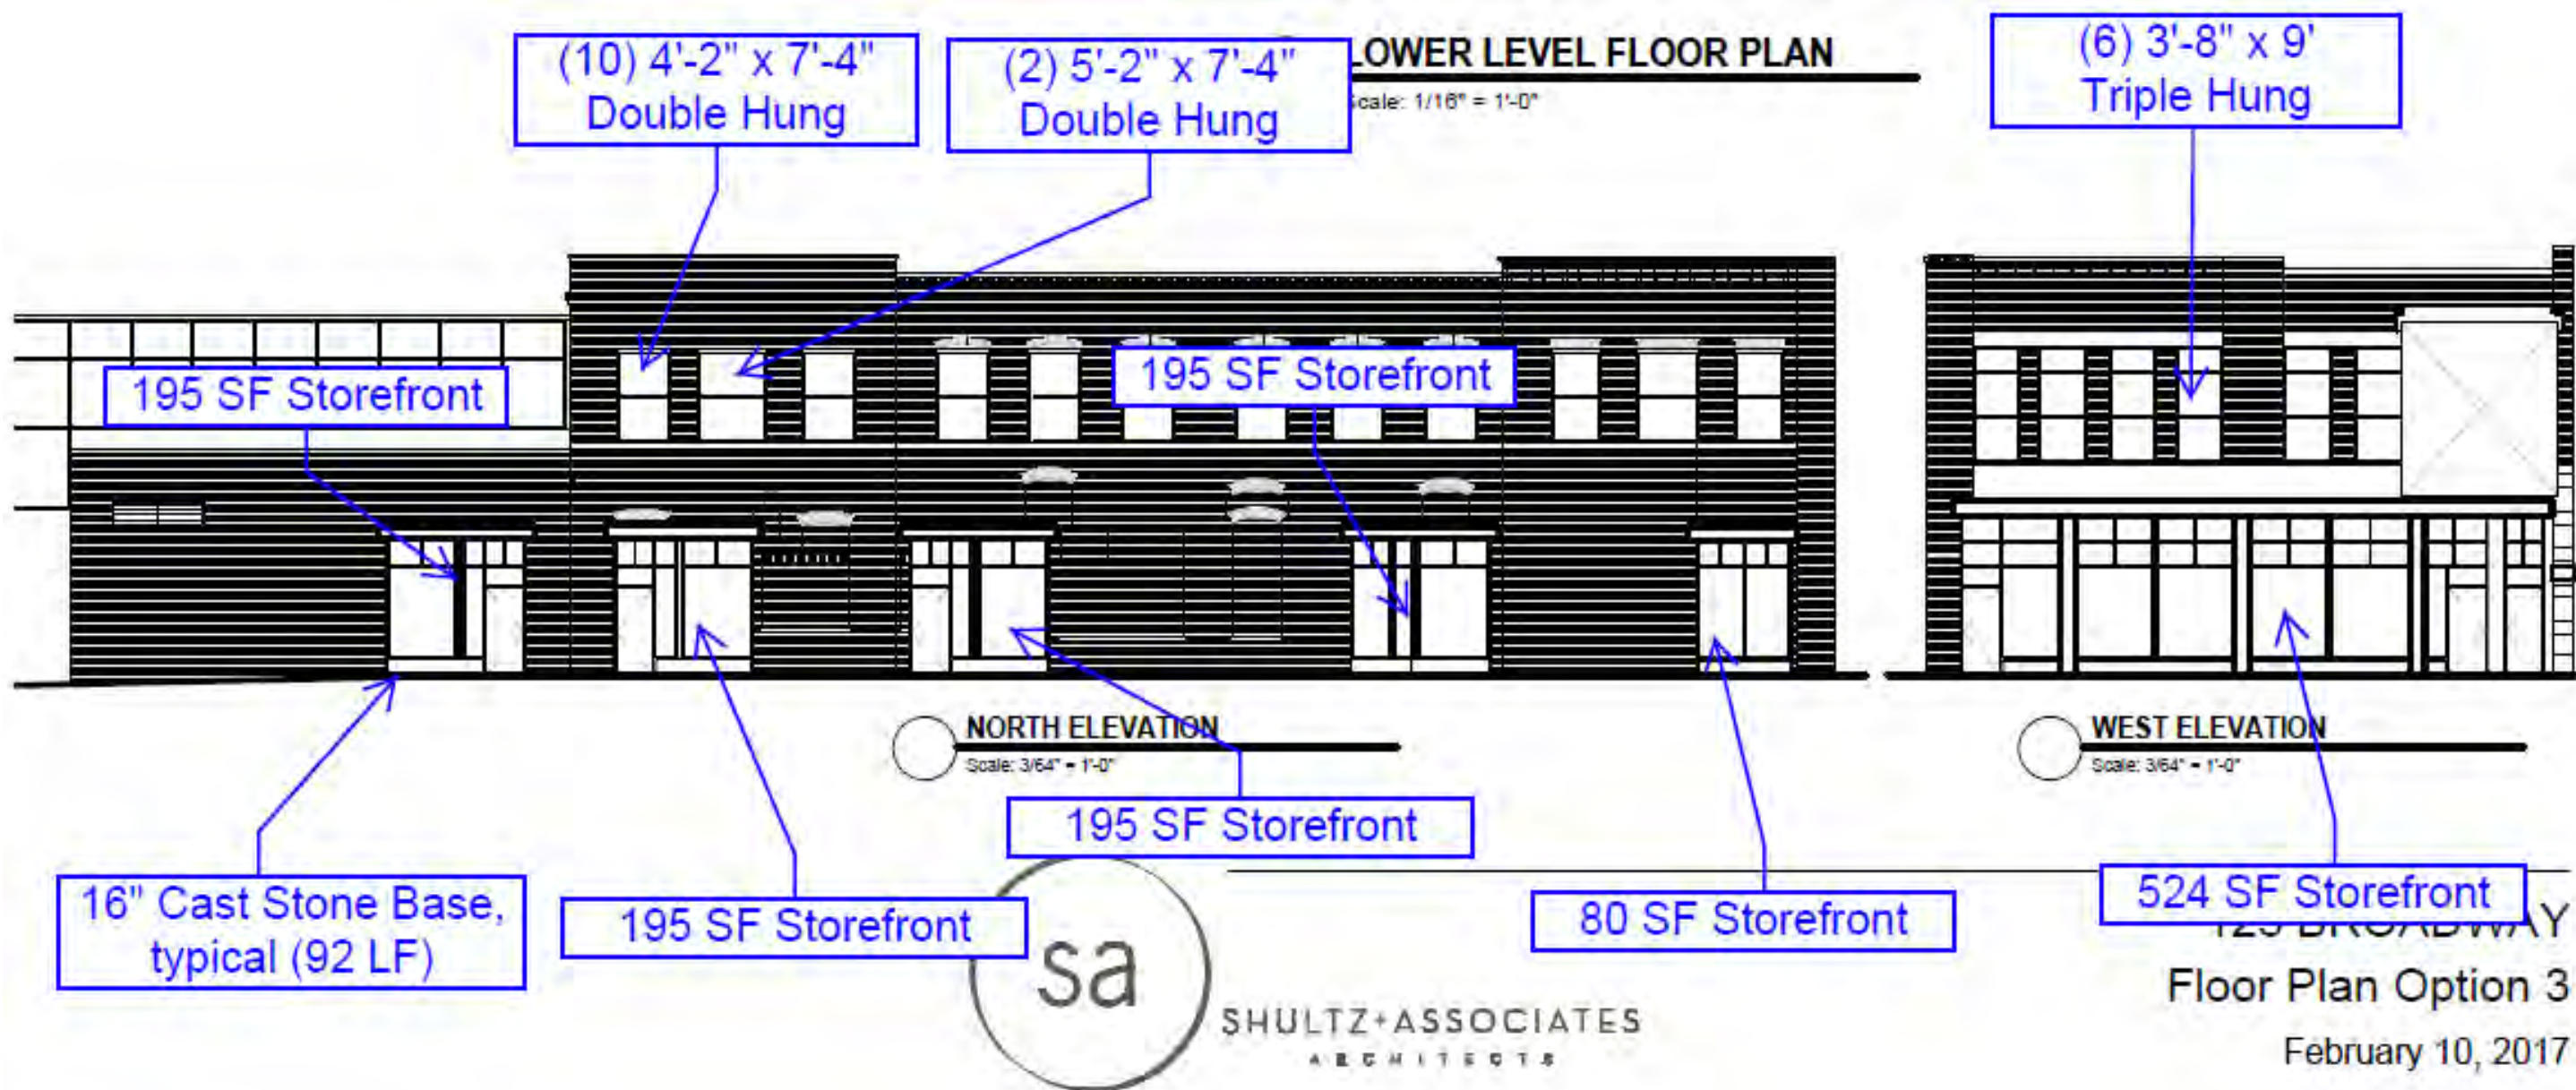 (10) 4'-2" x 7'-4"
Double Hung
(2) 5'-2" x 7'-4"
Double Hung
LOWER LEVEL FLOOR PLAN
Scale: 1/16" = 1'-0"
(6) 3'-8" x 9'
Triple Hung
195 SF Storefront
195 SF Storefront
NORTH ELEVATION
Scale: 3/64" = 1'-0"
WEST ELEVATION
Scale: 3/64" = 1'-0"
195 SF Storefront
16" Cast Stone Base,
typical (92 LF)
195 SF Storefront
80 SF Storefront
524 SF Storefront
BROADWAY
Floor Plan Option 3
February 10, 2017
sa
SHULTZ+ASSOCIATES
ARCHITECTS